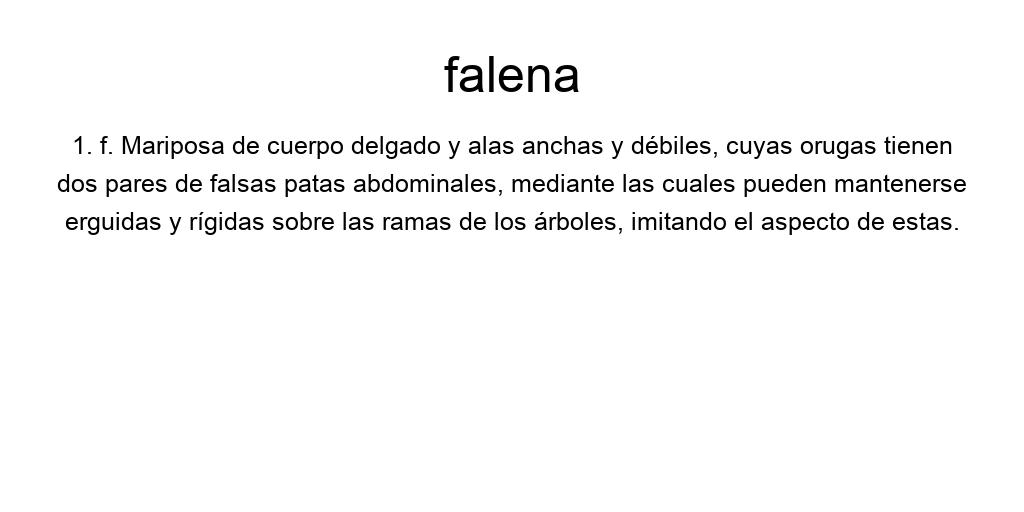 falena
1. f. Mariposa de cuerpo delgado y alas anchas y débiles, cuyas orugas tienen
dos pares de falsas patas abdominales, mediante las cuales pueden mantenerse
erguidas y rígidas sobre las ramas de los árboles, imitando el aspecto de estas.